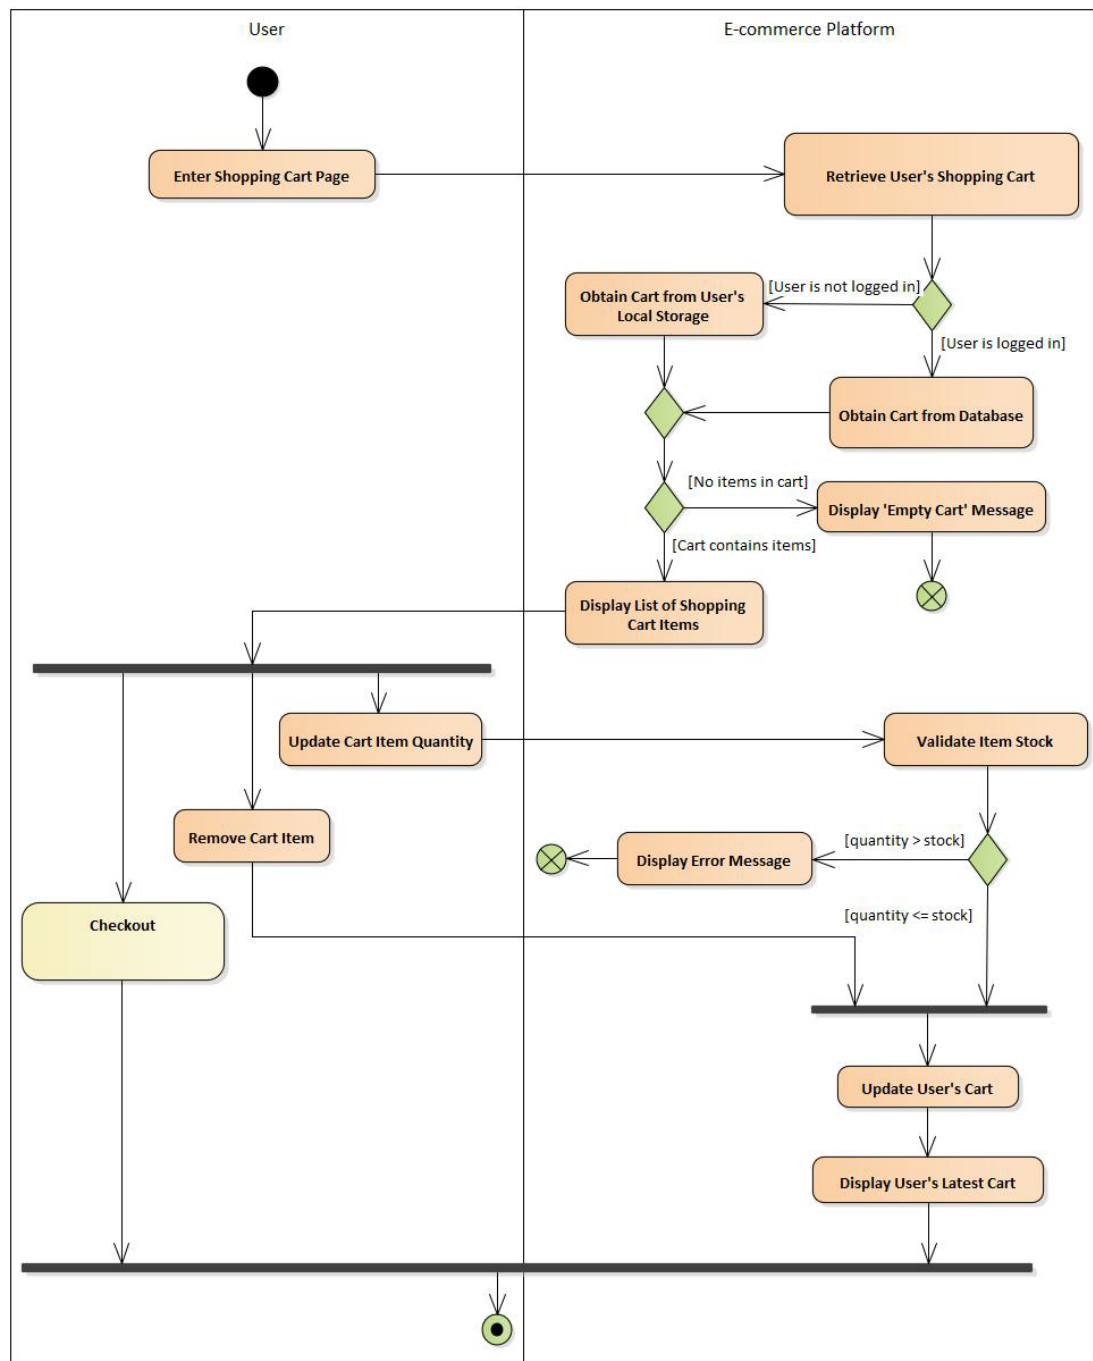 User
E-commerce Platform
Enter Shopping Cart Page
Retrieve User's Shopping Cart
[User is not logged in]
Obtain Cart from User's
Local Storage
[User is logged in]
Obtain Cart from Database
[No items in cart]
Display 'Empty Cart' Message
[Cart contains items]
Display List of Shopping
Cart Items
Update Cart Item Quantity
Validate Item Stock
Remove Cart Item
[quantity > stock]
Display Error Message
Checkout
[quantity <= stock]
Update User's Cart
Display User's Latest Cart